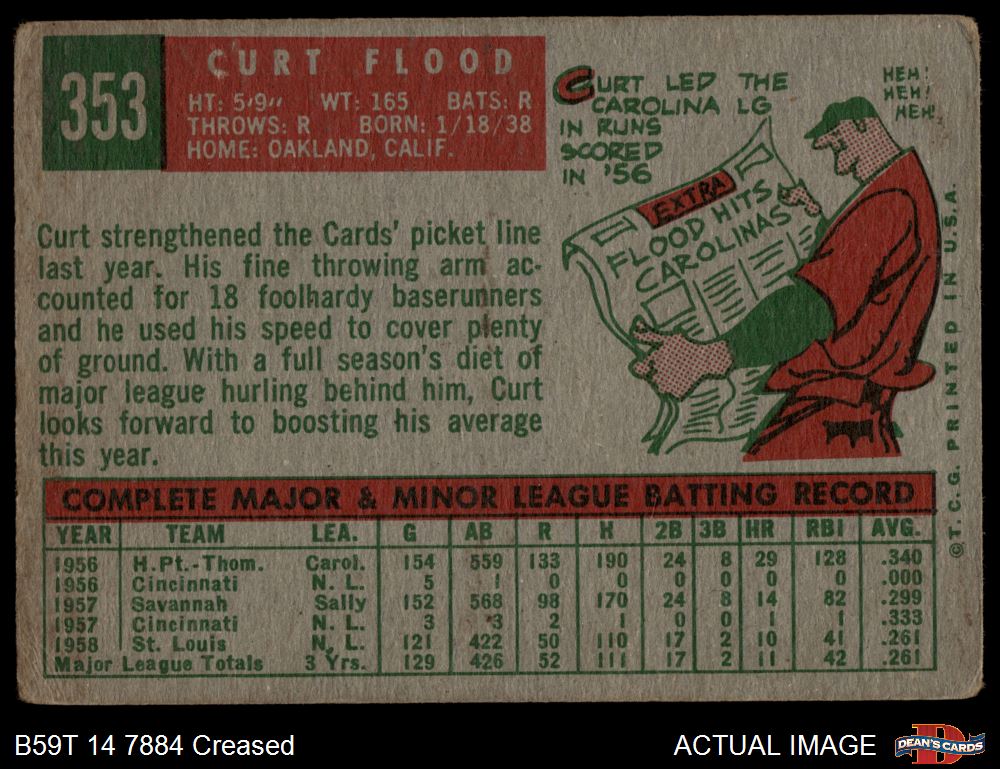 353
CURT FLOOD
HT: 5'9" WT: 165 BATS: R
THROWS: R BORN: 1/18/38
HOME: OAKLAND, CALIF.
CURT LED THE
CAROLINA LG
IN RUNS
SCORED
IN '56
HEH!
HEH!
HEH!
EXTRA
FLOOD HITS
CAROLINAS
Curt strengthened the Cards' picket line
last year. His fine throwing arm ac-
counted for 18 foolhardy baserunners
and he used his speed to cover plenty
of ground. With a full season's diet of
major league hurling behind him, Curt
looks forward to boosting his average
this year.
©T.C.G. PRINTED IN U.S.A.
COMPLETE MAJOR & MINOR LEAGUE BATTING RECORD
YEAR TEAM LEA. G AB R H 2B 3B HR RBI AVG.
1956 H.Pt.-Thom. Carol. 154 559 133 190 24 8 29 128 .340
1956 Cincinnati N. L. 5 1 0 0 0 0 0 0 .000
1957 Savannah Sally 152 568 98 170 24 8 14 82 .299
1957 Cincinnati N. L. 3 3 2 1 0 0 1 1 .333
1958 St. Louis N. L. 121 422 50 110 17 2 10 41 .261
Major League Totals 3 Yrs. 129 426 52 111 17 2 11 42 .261
B59T 14 7884 Creased
ACTUAL IMAGE
DEAN'S CARDS